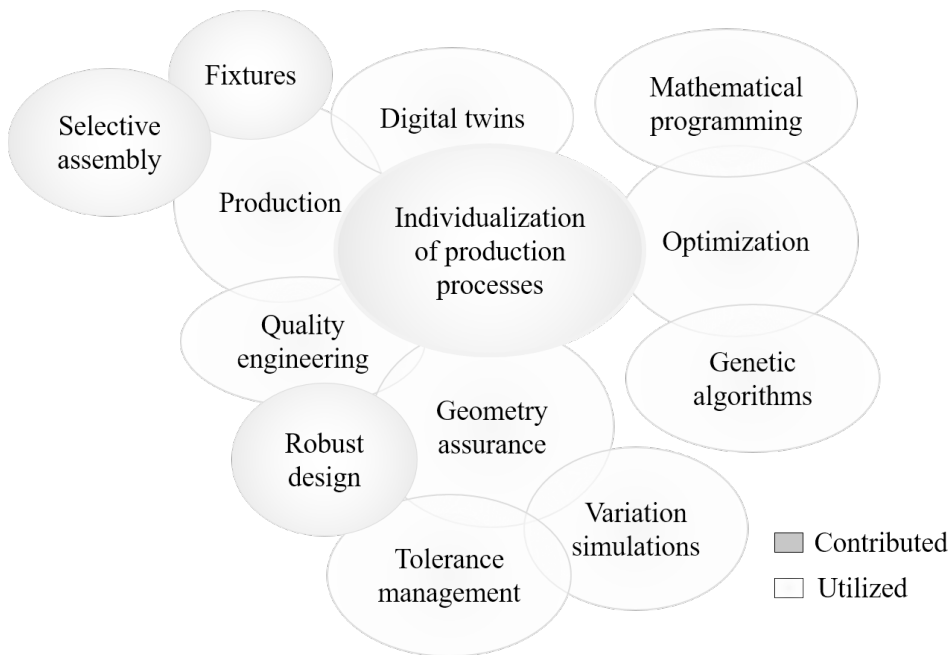 Fixtures
Selective
assembly
Digital twins
Mathematical
programming
Production
Individualization
of production
processes
Optimization
Quality
engineering
Genetic
algorithms
Geometry
assurance
Robust
design
Variation
simulations
Tolerance
management
Contributed
Utilized